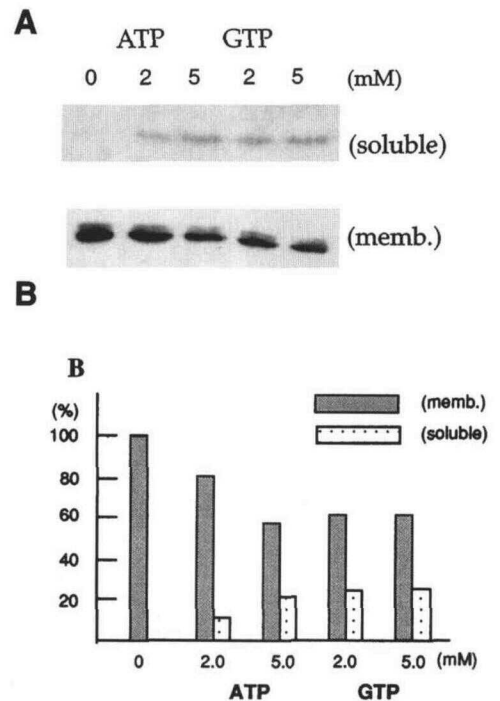 A
ATP GTP
0 2 5 2 5 (mM)
(soluble)
(memb.)
B
B
(%)
(memb.)
(soluble)
100
80
60
40
20
0 2.0 5.0 2.0 5.0 (mM)
ATP GTP